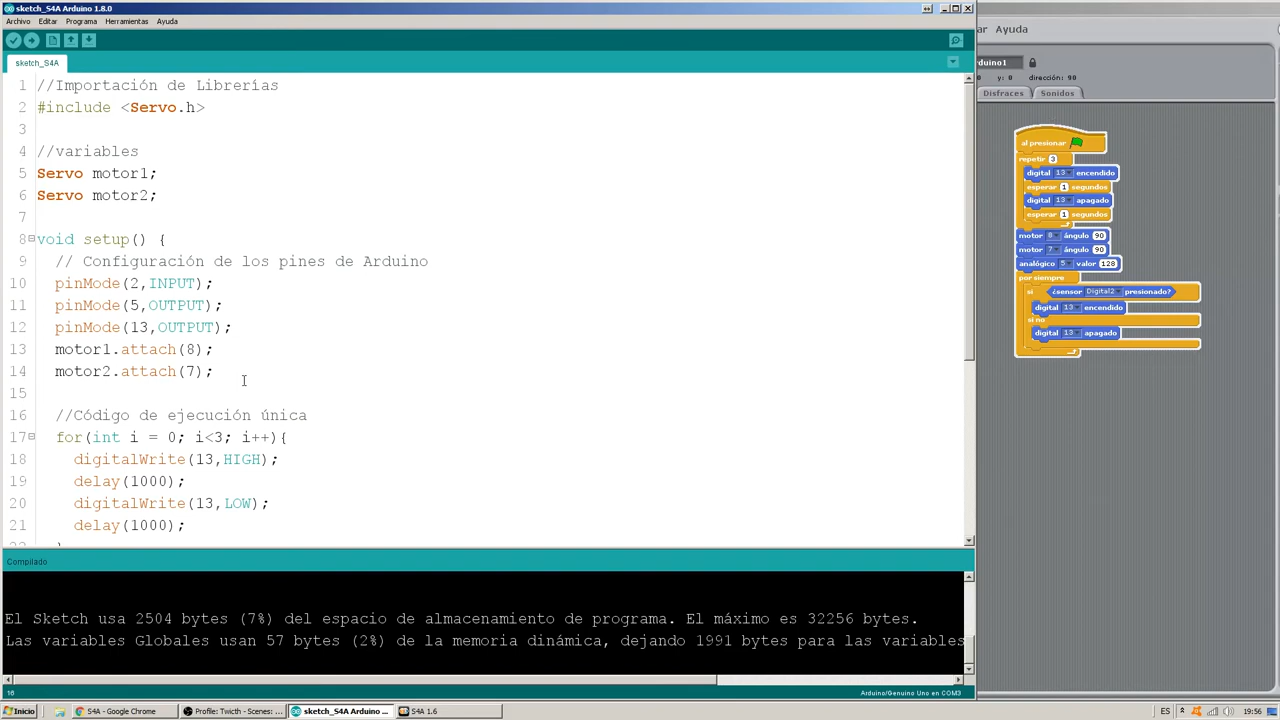 sketch_S4A Arduino 1.8.0
Archivo Editar Programa Herramientas Ayuda
sketch_S4A
1 //Importación de Librerías
2 #include <Servo.h>
3
4 //variables
5 Servo motor1;
6 Servo motor2;
7
8 void setup() {
9 // Configuración de los pines de Arduino
10 pinMode(2,INPUT);
11 pinMode(5,OUTPUT);
12 pinMode(13,OUTPUT);
13 motor1.attach(8);
14 motor2.attach(7);
15
16 //Código de ejecución única
17 for(int i = 0; i<3; i++){
18 digitalWrite(13,HIGH);
19 delay(1000);
20 digitalWrite(13,LOW);
21 delay(1000);
Compilado
El Sketch usa 2504 bytes (7%) del espacio de almacenamiento de programa. El máximo es 32256 bytes.
Las variables Globales usan 57 bytes (2%) de la memoria dinámica, dejando 1991 bytes para las variables
16
Arduino/Genuino Uno en COM3
ar Ayuda
rduino1
y: 0 dirección: 90
Disfraces Sonidos
al presionar
repetir 3
digital 13 encendido
esperar 1 segundos
digital 13 apagado
esperar 1 segundos
motor 8 ángulo 90
motor 7 ángulo 90
analógico 5 valor 128
por siempre
si ¿sensor Digital2 presionado?
digital 13 encendido
si no
digital 13 apagado
Inicio
S4A - Google Chrome
Profile: Twicth - Scenes: ...
sketch_S4A Arduino ...
S4A 1.6
ES
19:56